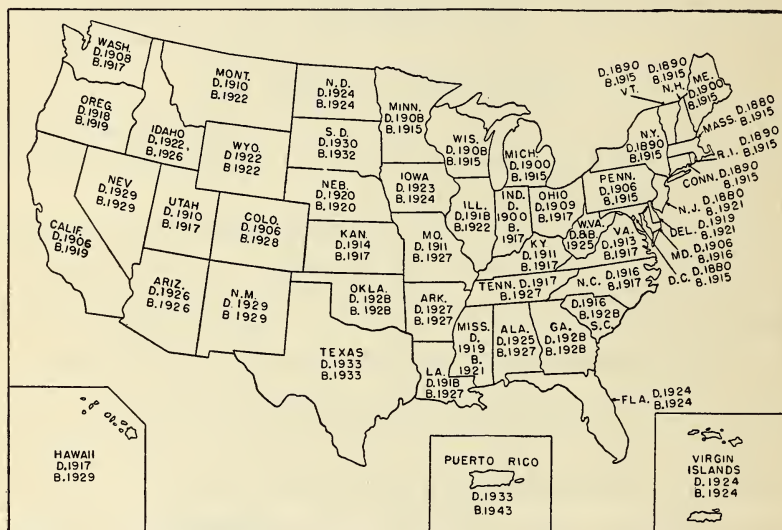 WASH.
D.1908
B.1917
OREG.
D.1918
B.1919
CALIF.
D.1906
B.1919
NEV
D.1929
B.1929
IDAHO
D.1922,
B.1926
MONT.
D.1910
B.1922
WYO.
D 1922
B.1922
UTAH
D 1910
B 1917
ARIZ.
D.1926
B.1926
COLO.
D.1906
B.1928
N.M.
D 1929
B 1929
N.D.
D.1924
B.1924
S. D.
D.1930
B 1932
NEB.
D.1920
B.1920
KAN.
D.1914
B.1917
OKLA.
D 1928
B 1928
TEXAS
D.1933
B.1933
MINN.
D.1908
B.1915
IOWA
D.1923
B.1924
MO.
D.1911
B.1927
ARK.
D.1927
B.1927
LA.
D.1918
B.1927
WIS.
D 1908
B.1915
ILL.
D.1918
B.1922
MICH.
D.1900
B.1915
IND.
D.
1900
B.
1917
OHIO
D.1909
B.1917
KY
D.1911
B.1917
TENN. D.1917
B.1927
MISS.
D.
1919
B.
1921
ALA.
D.1925
B.1927
GA.
D.1928
B.1928
FLA. D.1924
B.1924
D.1916
B.1928
S.C.
N.C. D.1916
B.1917
VA.
D.1913
B.1917
W.VA.
D.&B.
1925
PENN.
D.1906
B.1915
N.Y.
D.1890
B.1915
D.1890
B.1915
VT.
D.1890
B.1915
N.H.
ME.
D.1900
B.1915
MASS. D.1880
B.1915
R.I. D.1890
B.1915
CONN. D.1890
B.1915
N.J. D.1880
B.1921
DEL. D.1919
B.1921
MD. D.1906
B.1916
D.C. D.1880
B.1915
HAWAII
D.1917
B.1929
PUERTO RICO
D.1933
B.1943
VIRGIN
ISLANDS
D.1924
B.1924